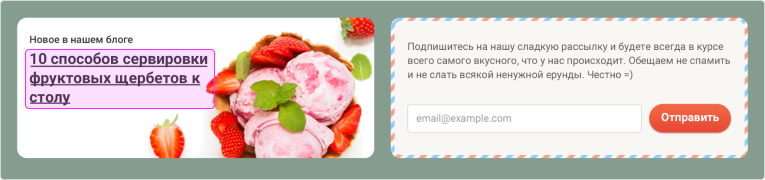 Новое в нашем блоге
10 способов сервировки
фруктовых щербетов к
столу
Подпишитесь на нашу сладкую рассылку и будете всегда в курсе
всего самого вкусного, что у нас происходит. Обещаем не спамить
и не слать всякой ненужной ерунды. Честно =)
email@example.com
Отправить